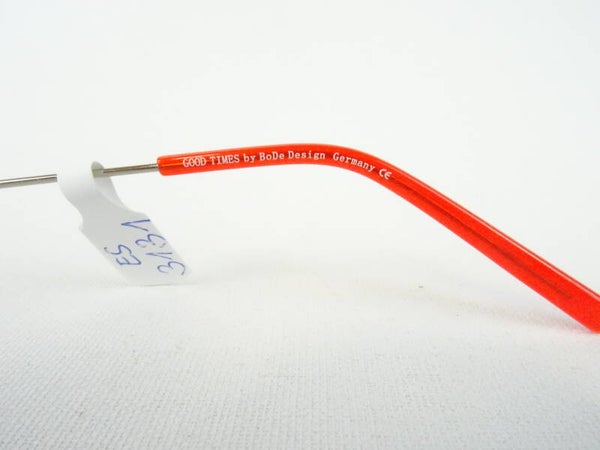 GOOD TIMES by BoDe Design Germany CE
ES
3131